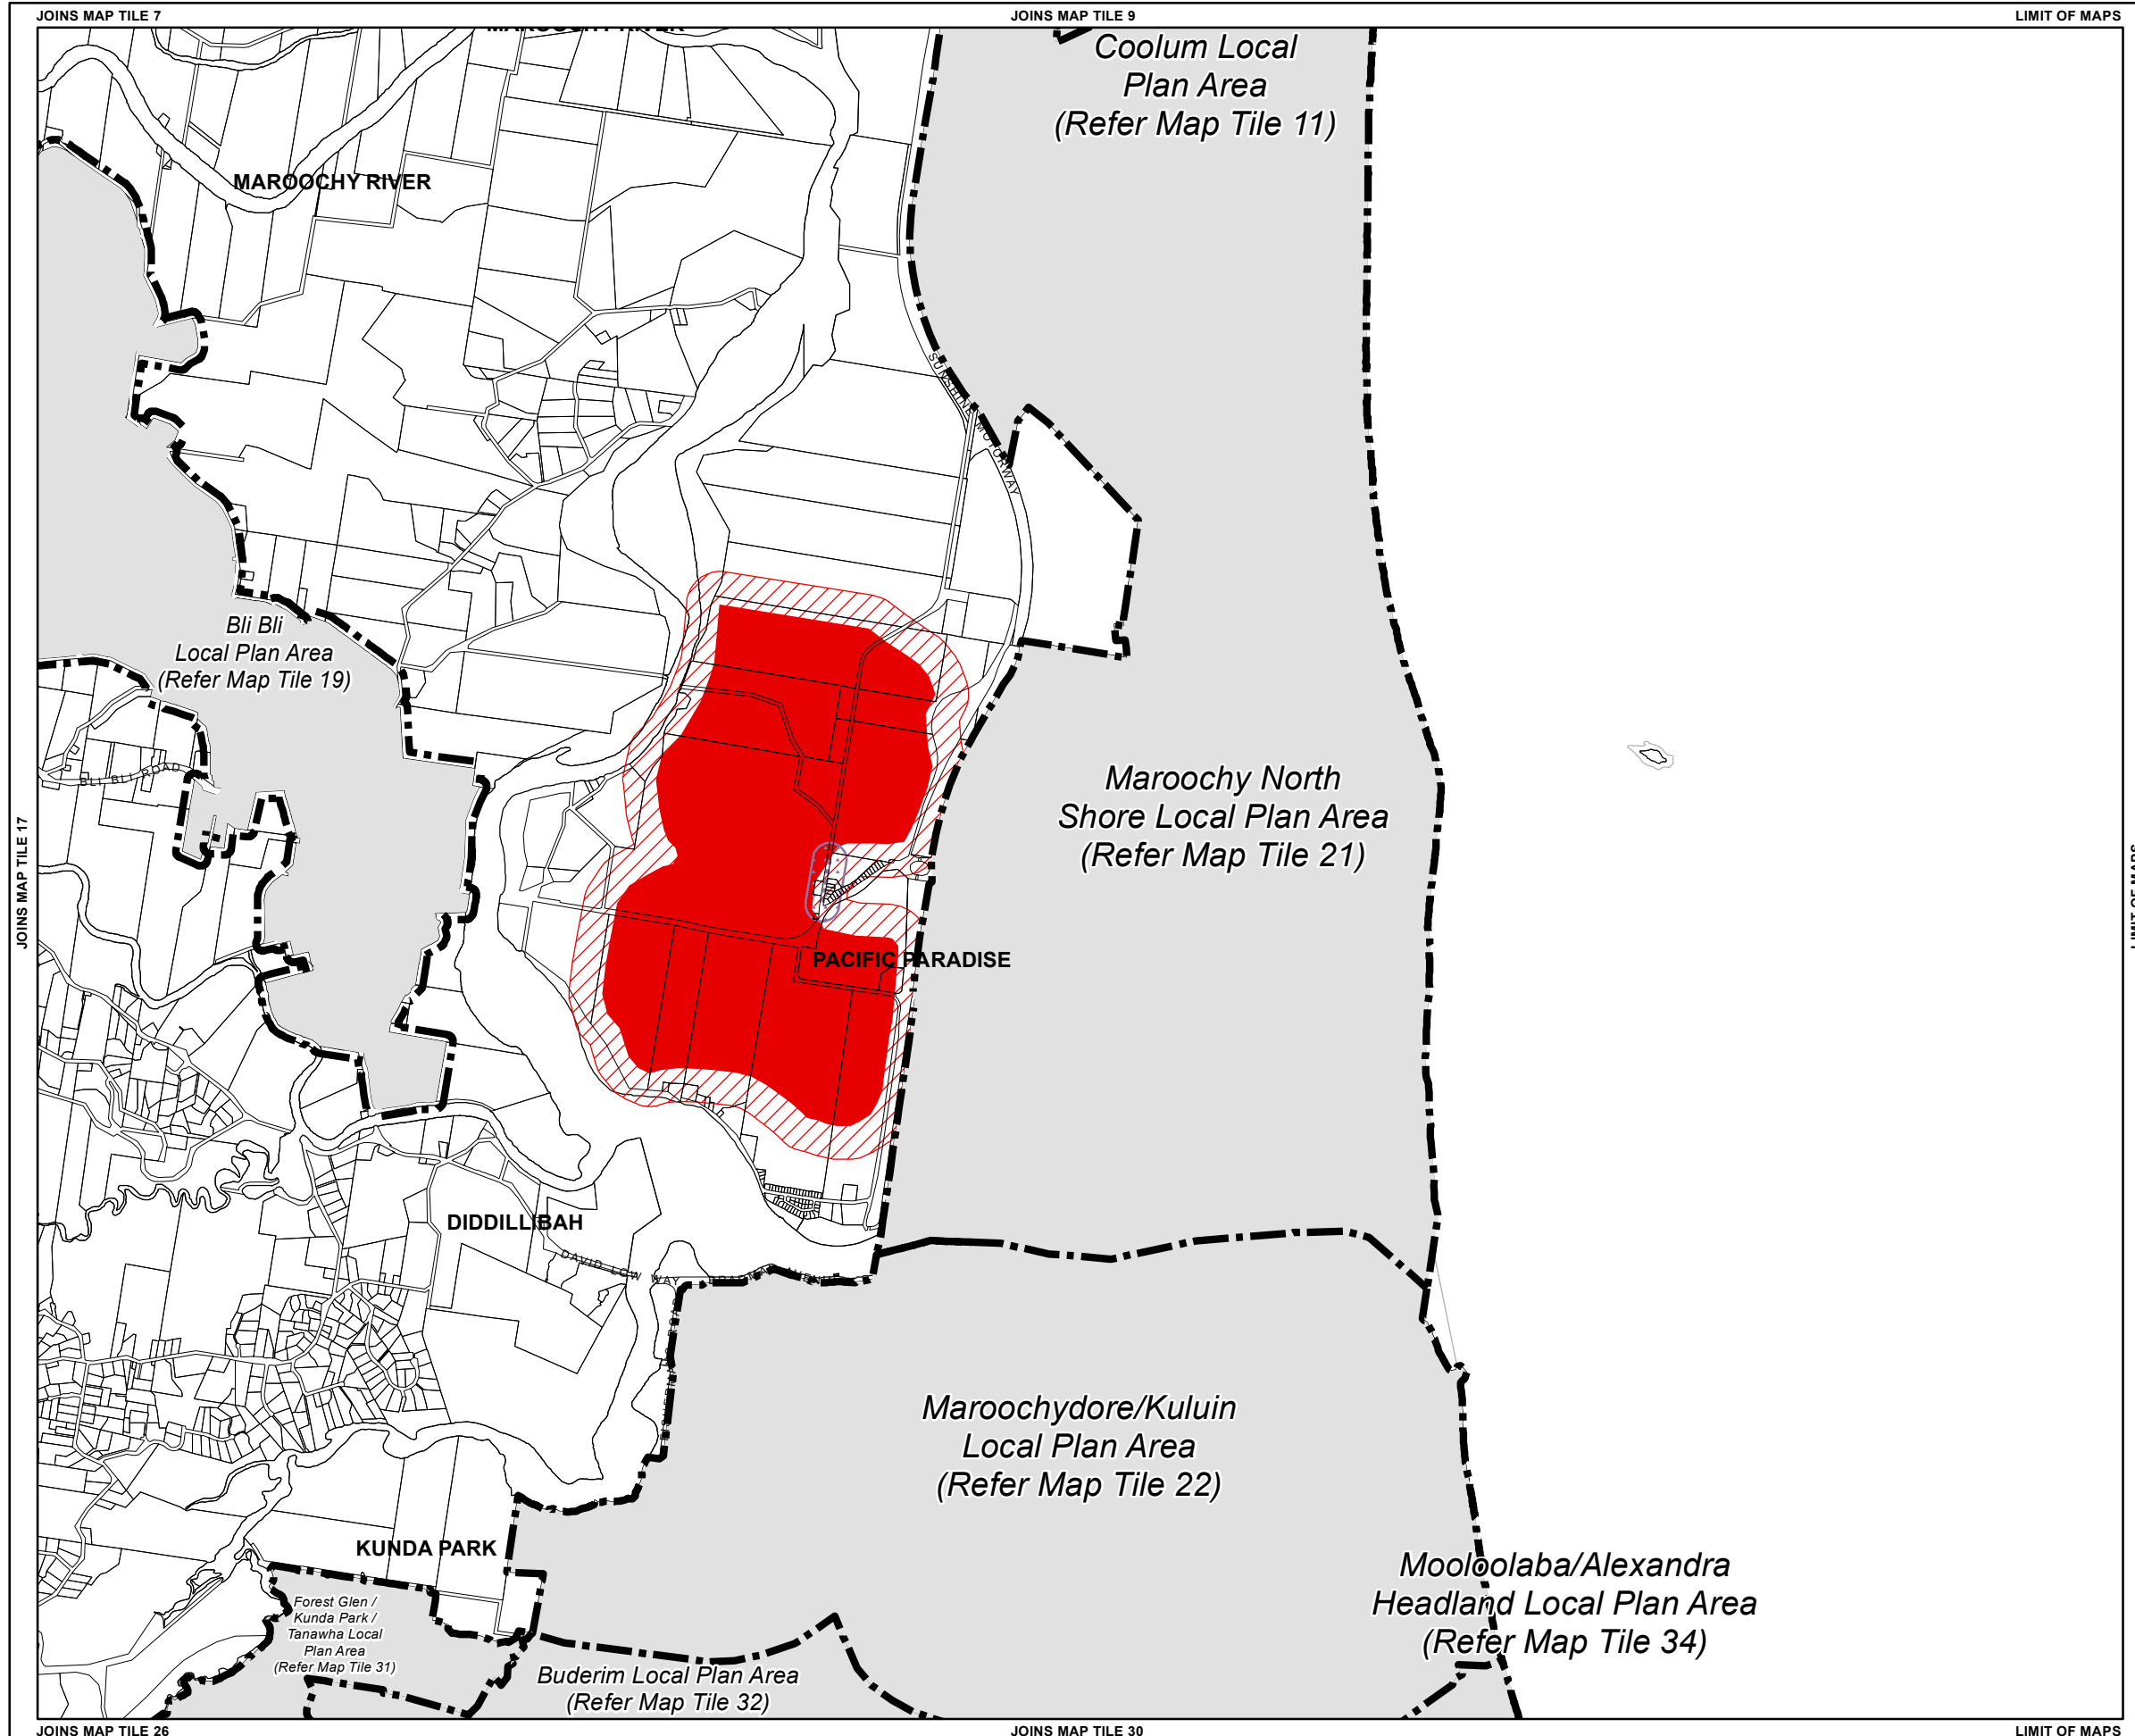 JOINS MAP TILE 7
JOINS MAP TILE 9
LIMIT OF MAPS
MAROOCHY RIVER
Coolum Local
Plan Area
(Refer Map Tile 11)
MAROOCHY RIVER
SUNSHINE MOTORWAY
Bli Bli
Local Plan Area
(Refer Map Tile 19)
BLI BLI ROAD
Maroochy North
Shore Local Plan Area
(Refer Map Tile 21)
JOINS MAP TILE 17
LIMIT OF MAPS
PACIFIC PARADISE
DIDDILLIBAH
DAVID LOW WAY
Maroochydore/Kuluin
Local Plan Area
(Refer Map Tile 22)
KUNDA PARK
Mooloolaba/Alexandra
Headland Local Plan Area
(Refer Map Tile 34)
Forest Glen /
Kunda Park /
Tanawha Local
Plan Area
(Refer Map Tile 31)
Buderim Local Plan Area
(Refer Map Tile 32)
JOINS MAP TILE 26
JOINS MAP TILE 30
LIMIT OF MAPS